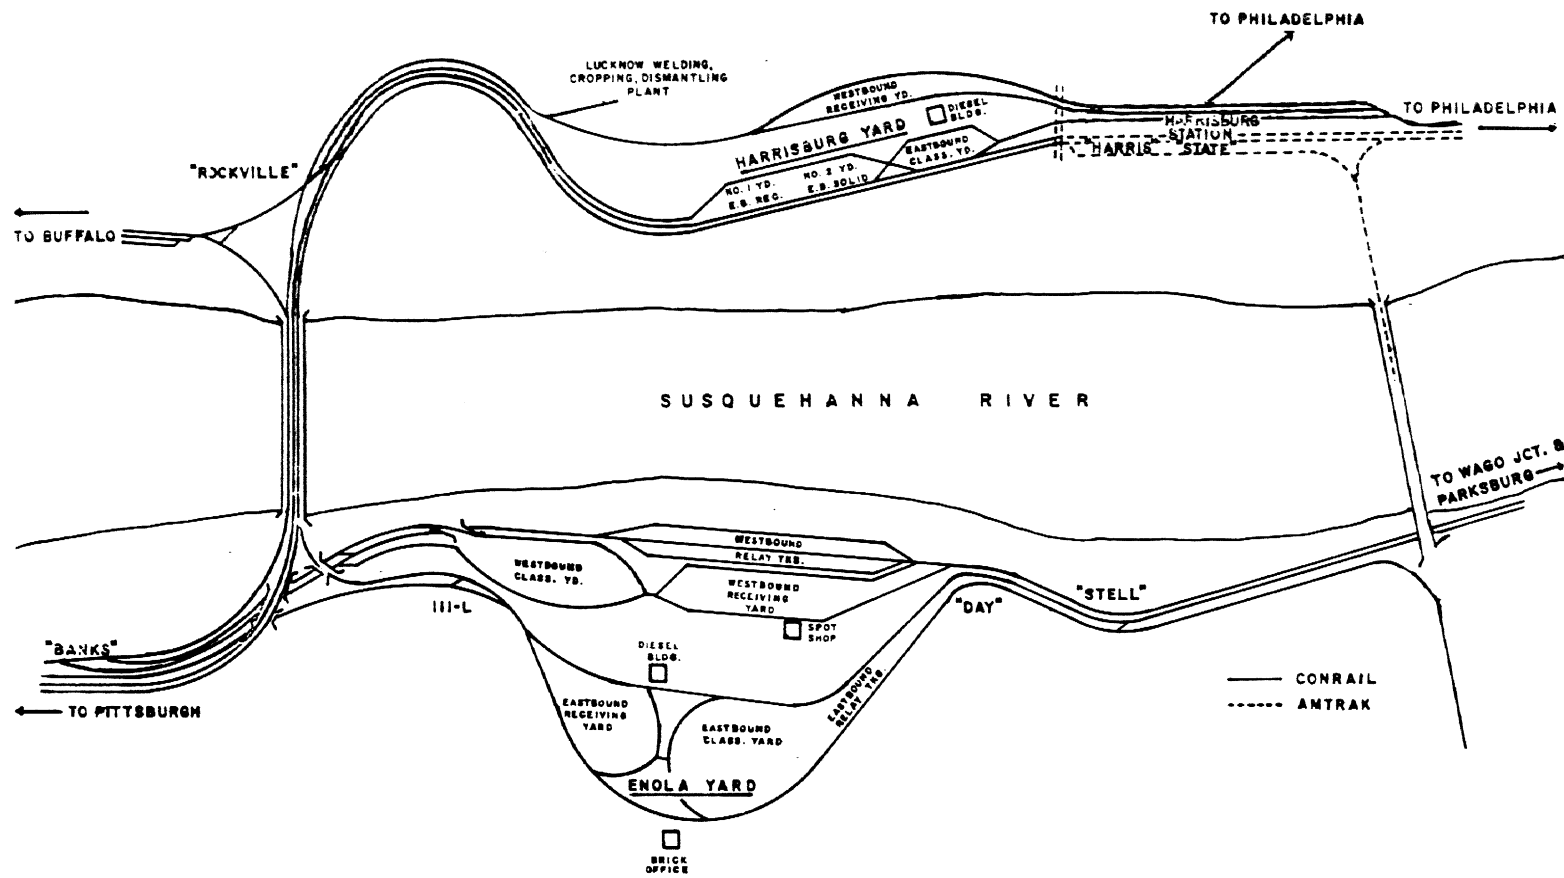 TO PHILADELPHIA
LUCKNOW WELDING,
CROPPING, DISMANTLING
PLANT
WESTBOUND
RECEIVING YD.
DIESEL
BLDG.
TO PHILADELPHIA
HARRISBURG
STATION
"HARRIS" "STATE"
HARRISBURG YARD
EASTBOUND
CLASS. YD.
"ROCKVILLE"
NO. 1 YD.
E.B. REC.
NO. 2 YD.
E.B. SOLID
TO BUFFALO
SUSQUEHANNA RIVER
TO WAGO JCT. &
PARKSBURG
WESTBOUND
RELAY TKS.
WESTBOUND
CLASS. YD.
WESTBOUND
RECEIVING
YARD
"STELL"
"DAY"
III-L
SPOT
SHOP
"BANKS"
DIESEL
BLDG.
TO PITTSBURGH
EASTBOUND
RELAY TKS.
EASTBOUND
RECEIVING
YARD
EASTBOUND
CLASS. YARD
CONRAIL
AMTRAK
ENOLA YARD
BRICK
OFFICE